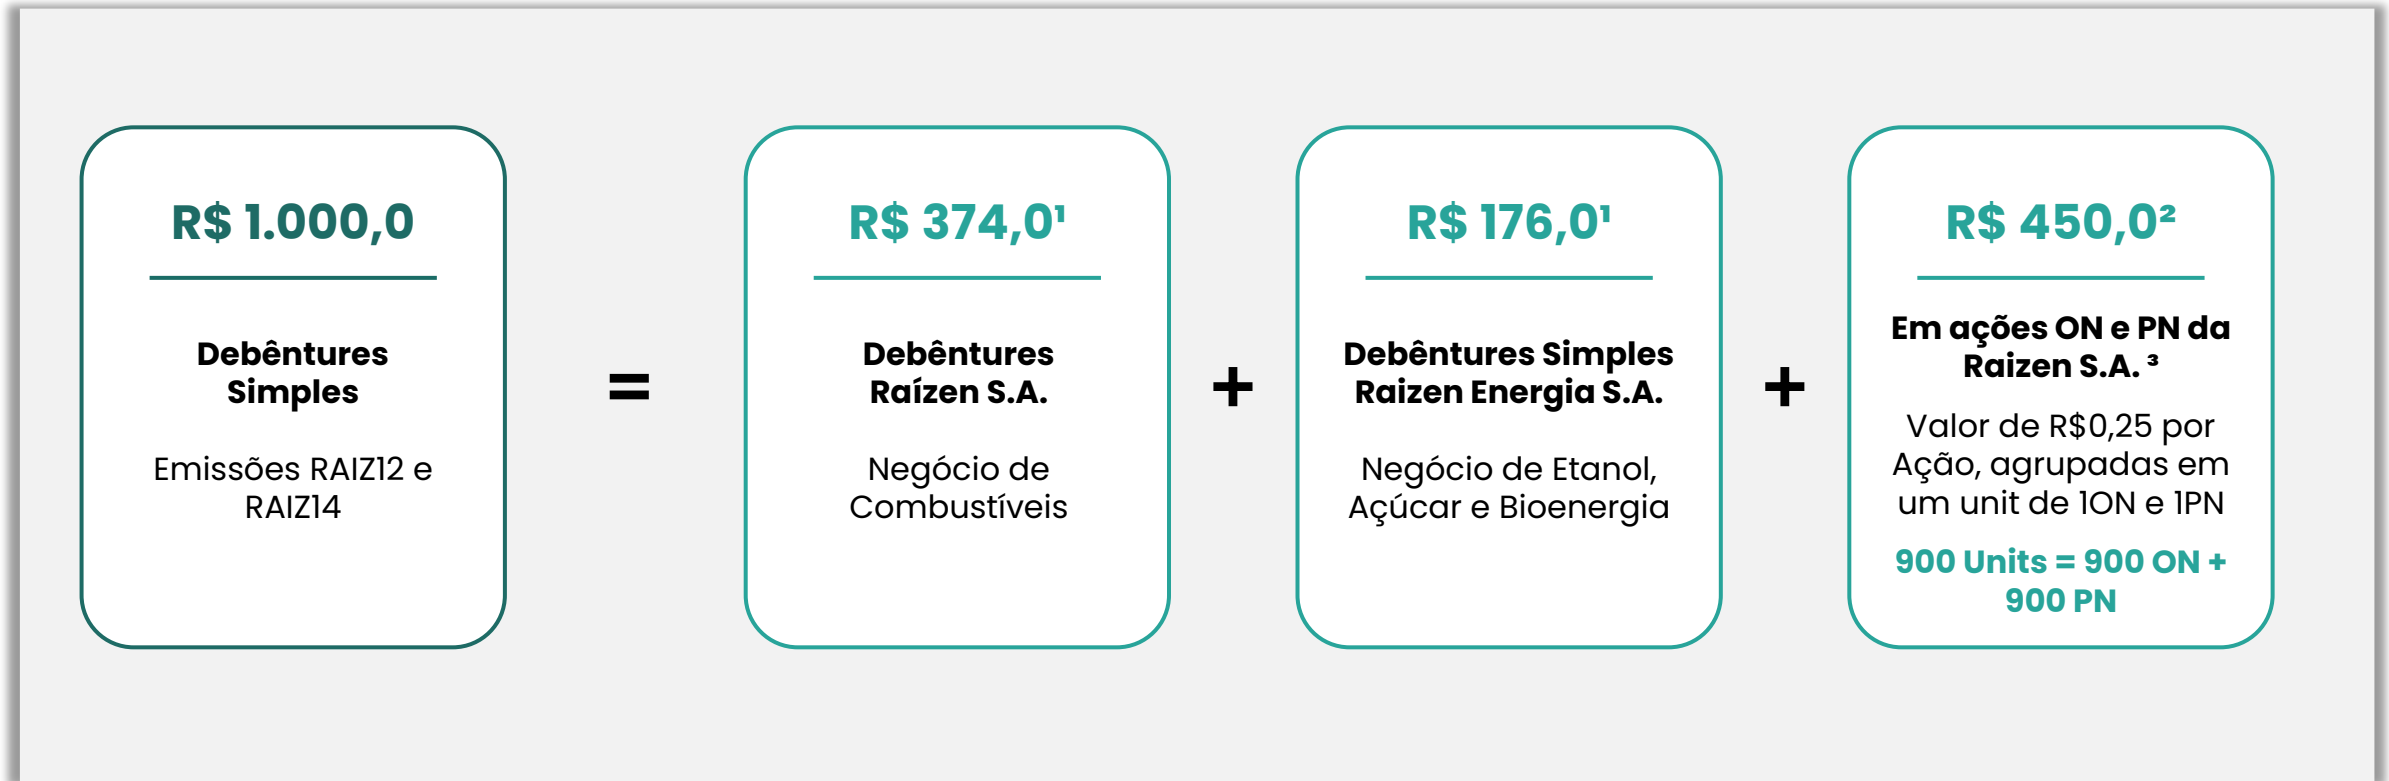 R$ 1.000,0
Debêntures
Simples
Emissões RAIZ12 e
RAIZ14
=
R$ 374,0¹
Debêntures
Raízen S.A.
Negócio de
Combustíveis
+
R$ 176,0¹
Debêntures Simples
Raizen Energia S.A.
Negócio de Etanol,
Açúcar e Bioenergia
+
R$ 450,0²
Em ações ON e PN da
Raizen S.A. ³
Valor de R$0,25 por
Ação, agrupadas em
um unit de 1ON e 1PN
900 Units = 900 ON +
900 PN